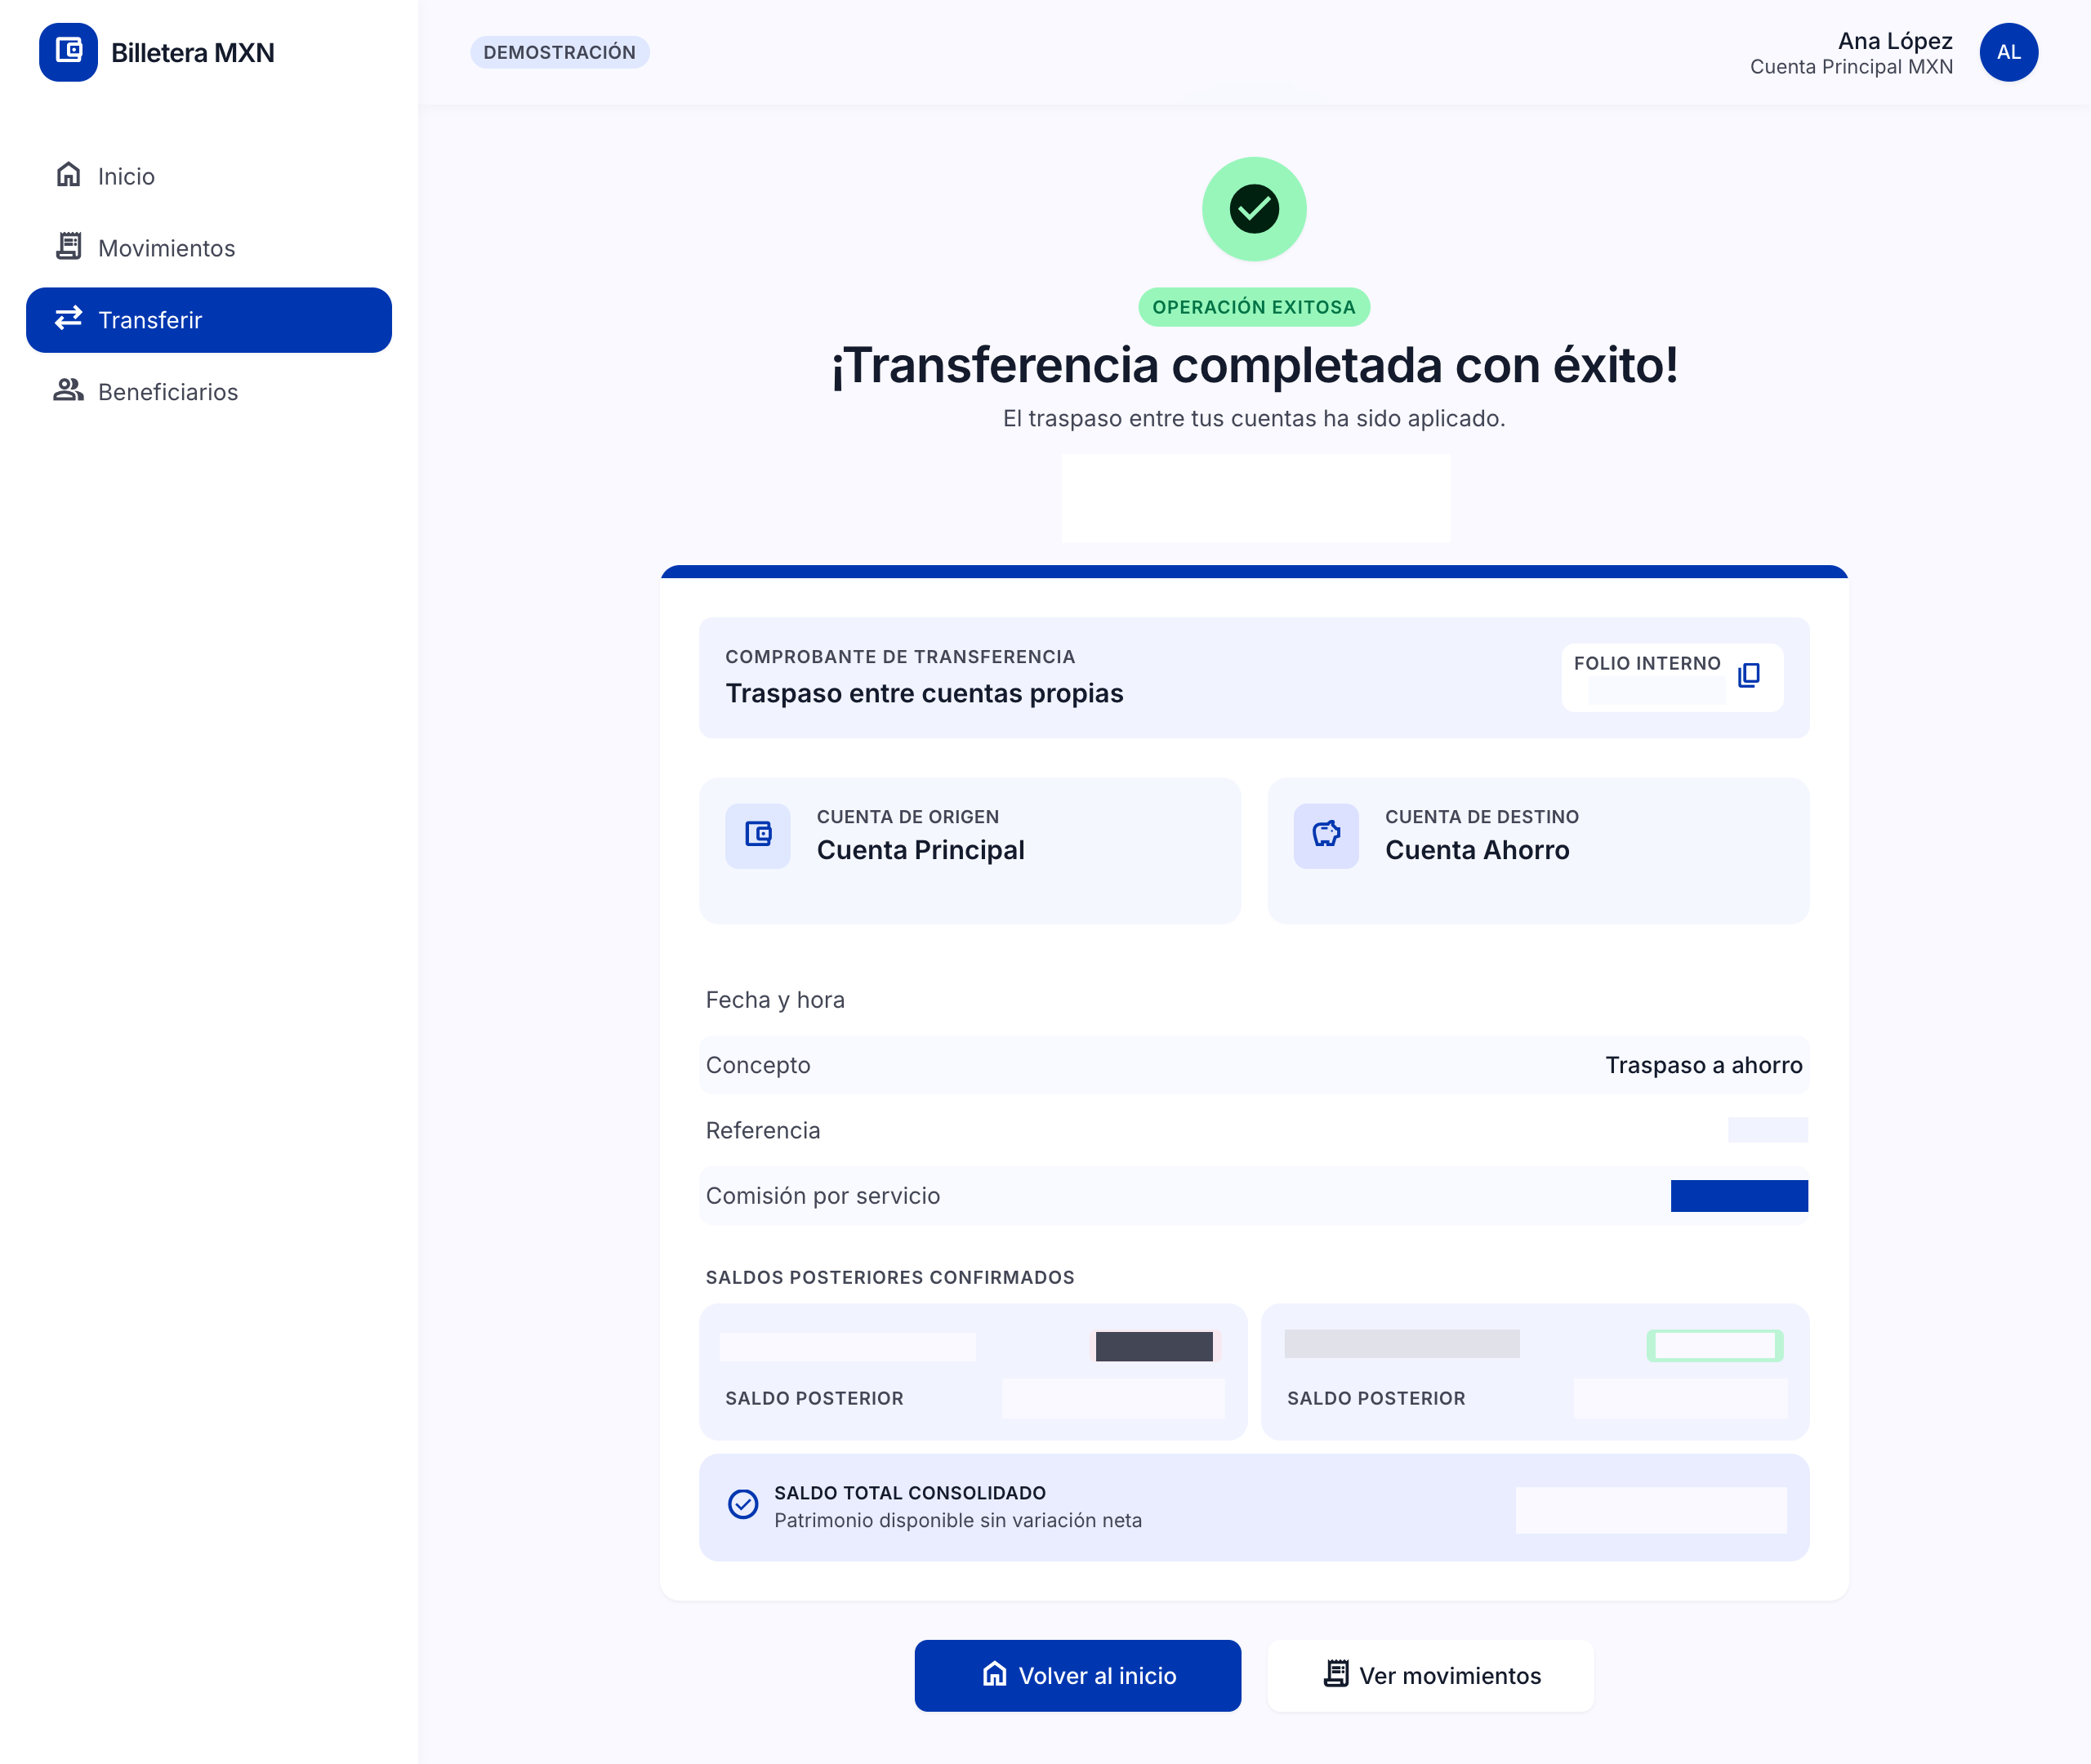 Billetera MXN
Inicio
Movimientos
Transferir
Beneficiarios
DEMOSTRACIÓN
Ana López
Cuenta Principal MXN
AL
OPERACIÓN EXITOSA
¡Transferencia completada con éxito!
El traspaso entre tus cuentas ha sido aplicado.
COMPROBANTE DE TRANSFERENCIA
Traspaso entre cuentas propias
FOLIO INTERNO
CUENTA DE ORIGEN
Cuenta Principal
CUENTA DE DESTINO
Cuenta Ahorro
Fecha y hora
Concepto
Traspaso a ahorro
Referencia
Comisión por servicio
SALDOS POSTERIORES CONFIRMADOS
SALDO POSTERIOR
SALDO POSTERIOR
SALDO TOTAL CONSOLIDADO
Patrimonio disponible sin variación neta
Volver al inicio
Ver movimientos